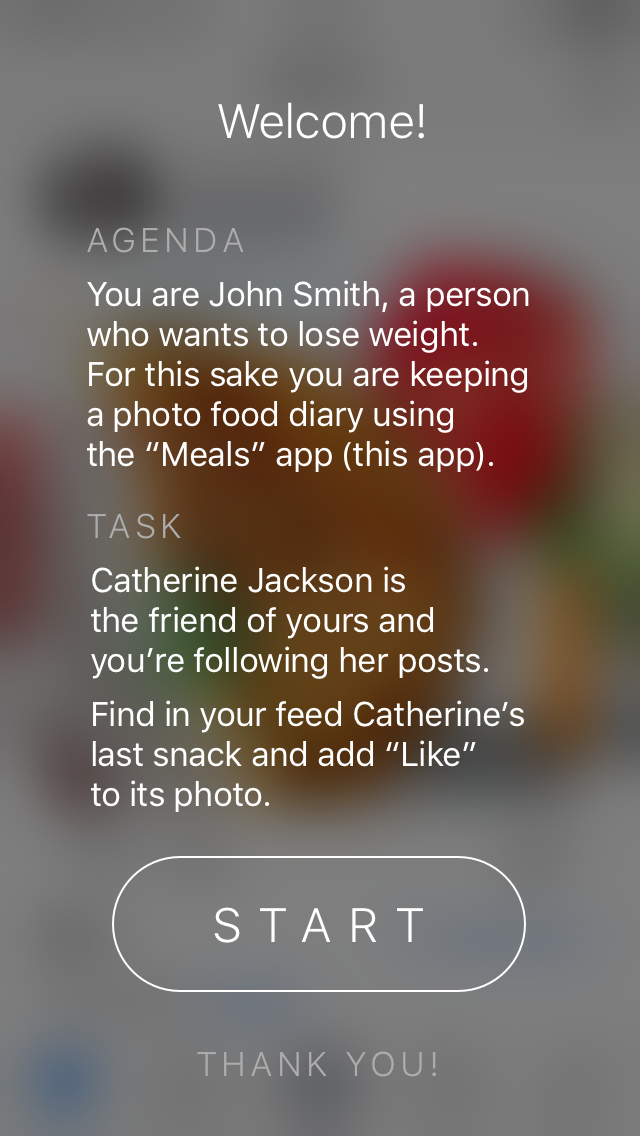 Welcome!
AGENDA
You are John Smith, a person
who wants to lose weight.
For this sake you are keeping
a photo food diary using
the “Meals” app (this app).
TASK
Catherine Jackson is
the friend of yours and
you’re following her posts.
Find in your feed Catherine’s
last snack and add “Like”
to its photo.
START
THANK YOU!